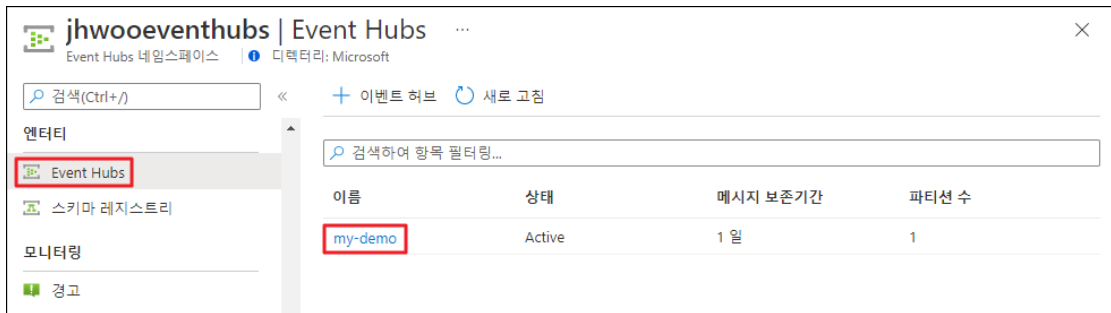 jhwooeventhubs | Event Hubs ...
Event Hubs 네임스페이스 디렉터리: Microsoft
검색(Ctrl+/)
«
이벤트 허브 새로 고침
엔터티
검색하여 항목 필터링...
Event Hubs
이름 상태 메시지 보존기간 파티션 수
스키마 레지스트리
my-demo Active 1 일 1
모니터링
경고